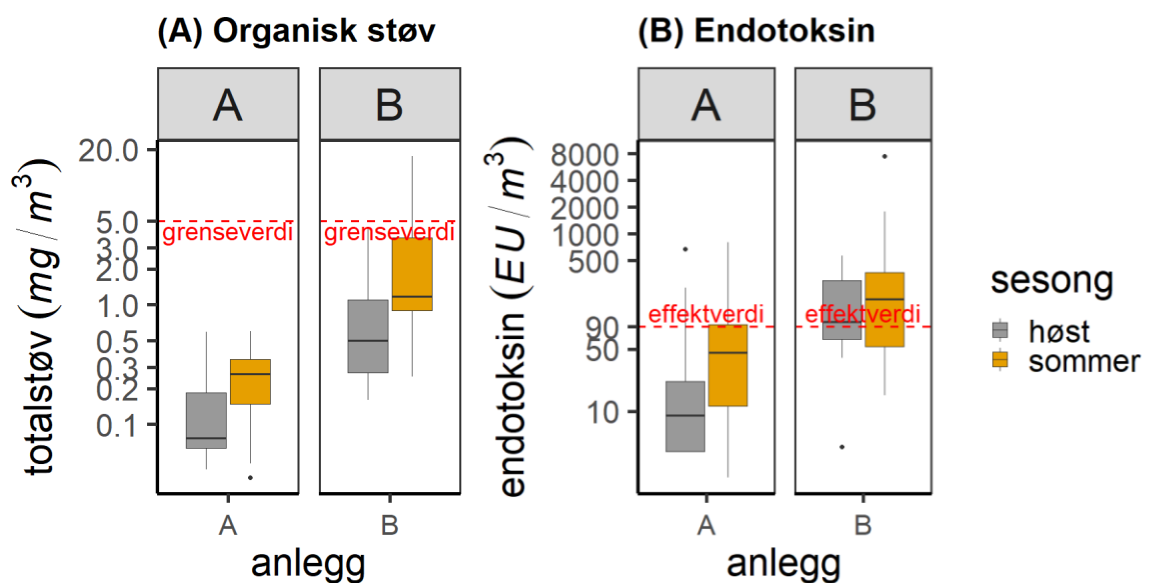 (A) Organisk støv
A
B
totalstøv (mg / m³)
20.0
5.0
3.0
2.0
1.0
0.5
0.3
0.2
0.1
grenseverdi
grenseverdi
A
B
anlegg
(B) Endotoksin
A
B
endotoksin (EU / m³)
8000
4000
2000
1000
500
90
50
10
effektverdi
effektverdi
A
B
anlegg
sesong
høst
sommer